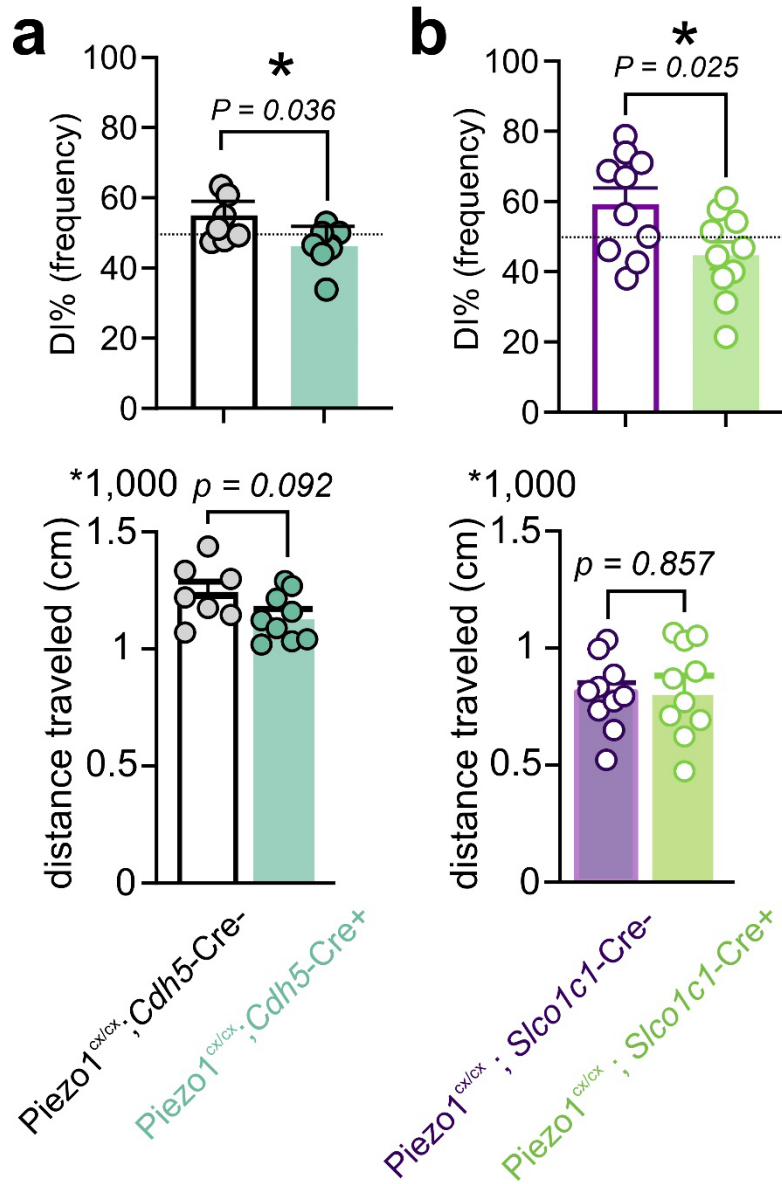 a
*
P = 0.036
DI% (frequency)
100
80
60
40
20
0
b
*
P = 0.025
DI% (frequency)
100
80
60
40
20
0
*1,000
p = 0.092
distance traveled (cm)
1.5
1
0.5
0
*1,000
p = 0.857
distance traveled (cm)
1.5
1
0.5
0
Piezo1cx/cx;Cdh5-Cre-
Piezo1cx/cx;Cdh5-Cre+
Piezo1cx/cx ; Slco1c1-Cre-
Piezo1cx/cx ; Slco1c1-Cre+